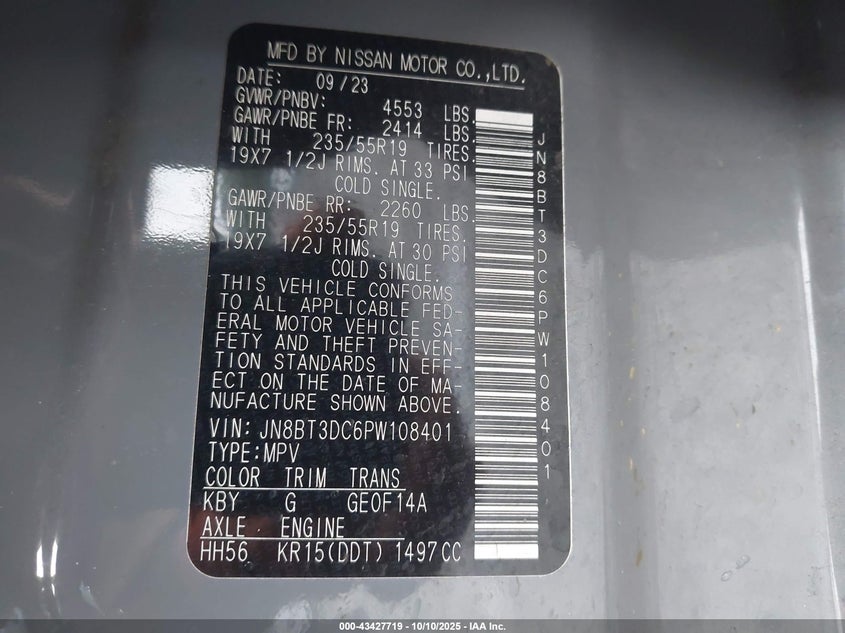 MFD BY NISSAN MOTOR CO.,LTD.
DATE: 09/23
GVWR/PNBV: 4553 LBS.
GAWR/PNBE FR: 2414 LBS.
WITH 235/55R19 TIRES.
19X7 1/2J RIMS. AT 33 PSI
COLD SINGLE.
GAWR/PNBE RR: 2260 LBS.
WITH 235/55R19 TIRES.
19X7 1/2J RIMS. AT 30 PSI
COLD SINGLE.
THIS VEHICLE CONFORMS
TO ALL APPLICABLE FED-
ERAL MOTOR VEHICLE SA-
FETY AND THEFT PREVEN-
TION STANDARDS IN EFF-
ECT ON THE DATE OF MA-
NUFACTURE SHOWN ABOVE.
VIN: JN8BT3DC6PW108401
TYPE:MPV
COLOR TRIM TRANS
KBY G GE0F14A
AXLE ENGINE
HH56 KR15(DDT) 1497CC
JN8BT3DC6PW108401
000-43427719 - 10/10/2025 - IAA Inc.